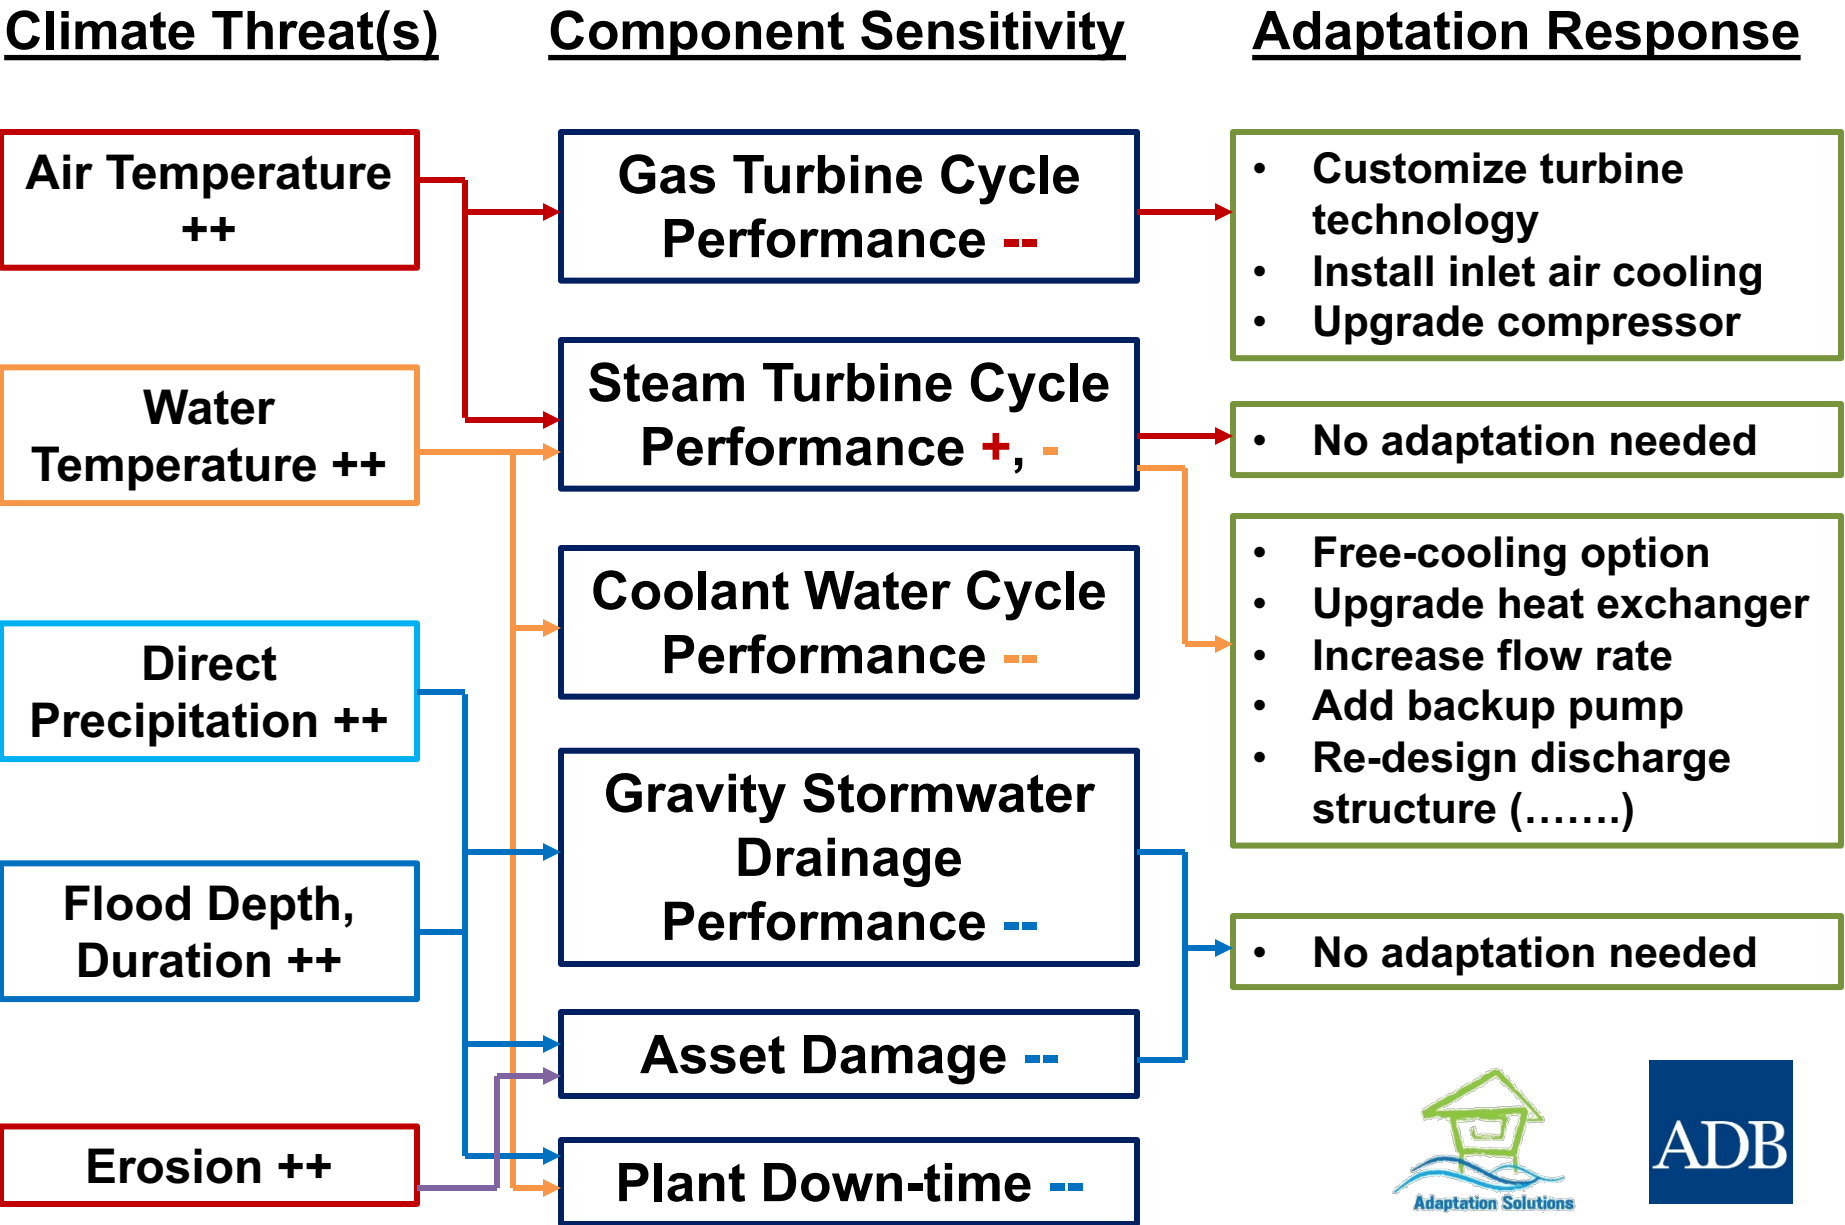 Climate Threat(s)
Component Sensitivity
Adaptation Response
Air Temperature
++
Water
Temperature ++
Direct
Precipitation ++
Flood Depth,
Duration ++
Erosion ++
Gas Turbine Cycle
Performance --
Steam Turbine Cycle
Performance +, -
Coolant Water Cycle
Performance --
Gravity Stormwater
Drainage
Performance --
Asset Damage --
Plant Down-time --
• Customize turbine
technology
• Install inlet air cooling
• Upgrade compressor
• No adaptation needed
• Free-cooling option
• Upgrade heat exchanger
• Increase flow rate
• Add backup pump
• Re-design discharge
structure (…….)
• No adaptation needed
Adaptation Solutions
ADB